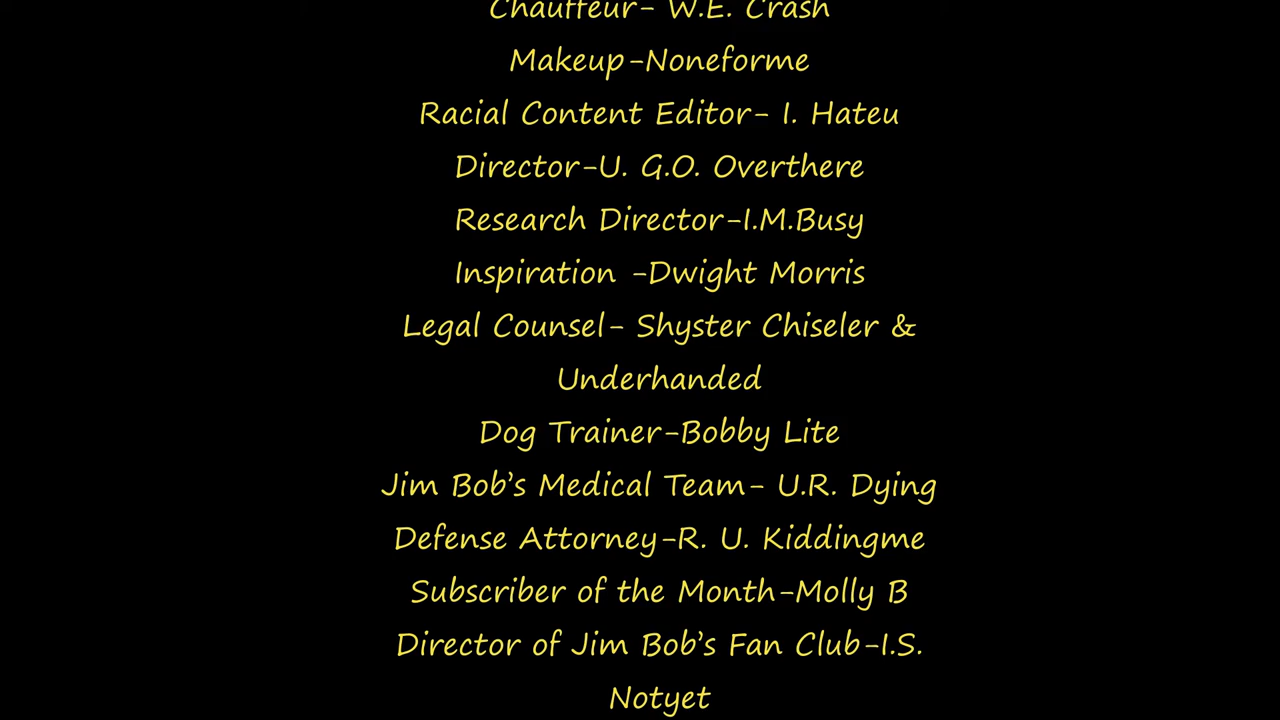 Chauffeur- W.E. Crash
Makeup-Noneforme
Racial Content Editor- I. Hateu
Director-U. G.O. Overthere
Research Director-I.M.Busy
Inspiration -Dwight Morris
Legal Counsel- Shyster Chiseler &
Underhanded
Dog Trainer-Bobby Lite
Jim Bob's Medical Team- U.R. Dying
Defense Attorney-R. U. Kiddingme
Subscriber of the Month-Molly B
Director of Jim Bob's Fan Club-I.S.
Notyet